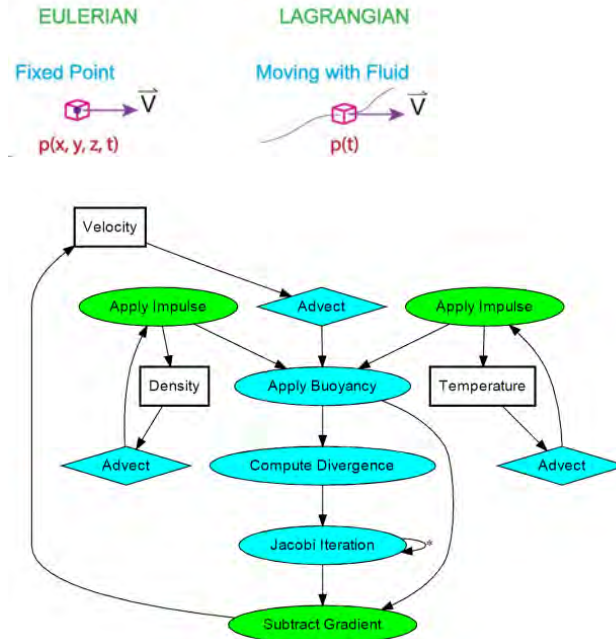 EULERIAN
LAGRANGIAN
Fixed Point
Moving with Fluid
V
V
p(x, y, z, t)
p(t)
Velocity
Apply Impulse
Advect
Apply Impulse
Density
Apply Buoyancy
Temperature
Advect
Compute Divergence
Advect
Jacobi Iteration
*
Subtract Gradient